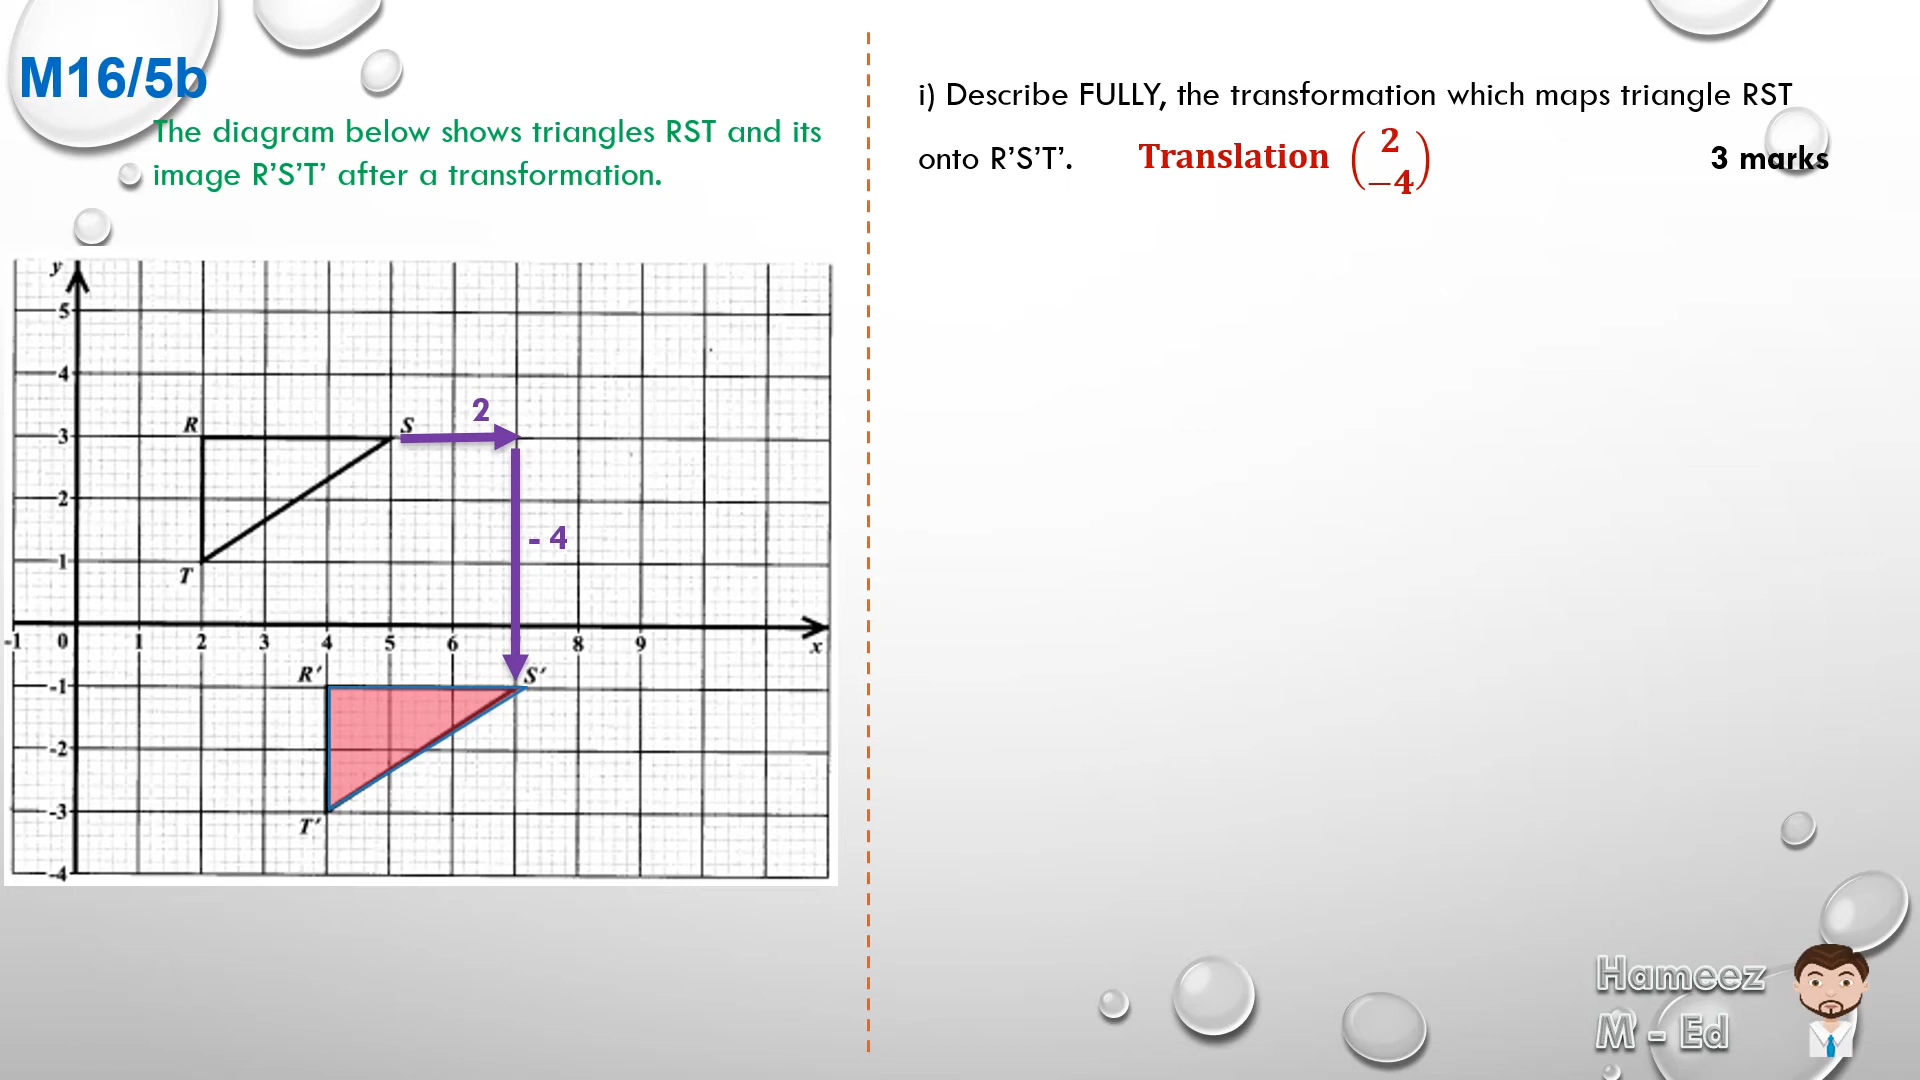 M16/5b
The diagram below shows triangles RST and its
image R’S’T’ after a transformation.
y
5
4
3
2
1
-1
0
1
2
3
4
5
6
8
9
x
-1
-2
-3
-4
R
S
T
R'
S'
T'
2
- 4
i) Describe FULLY, the transformation which maps triangle RST
onto R’S’T’. Translation ( 2 −4 ) 3 marks
Hameez
M - Ed